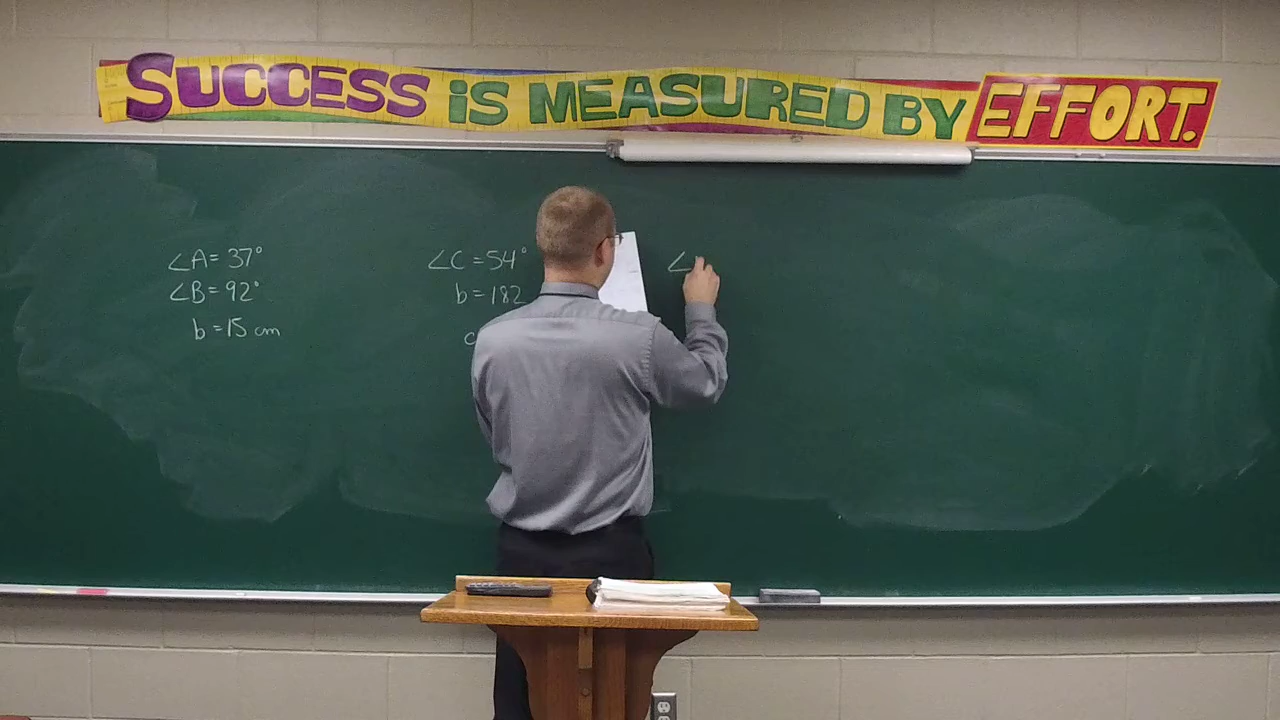 SUCCESS IS MEASURED BY EFFORT.
∠A = 37°
∠B = 92°
b = 15 cm
∠C = 54°
b = 182
c
∠